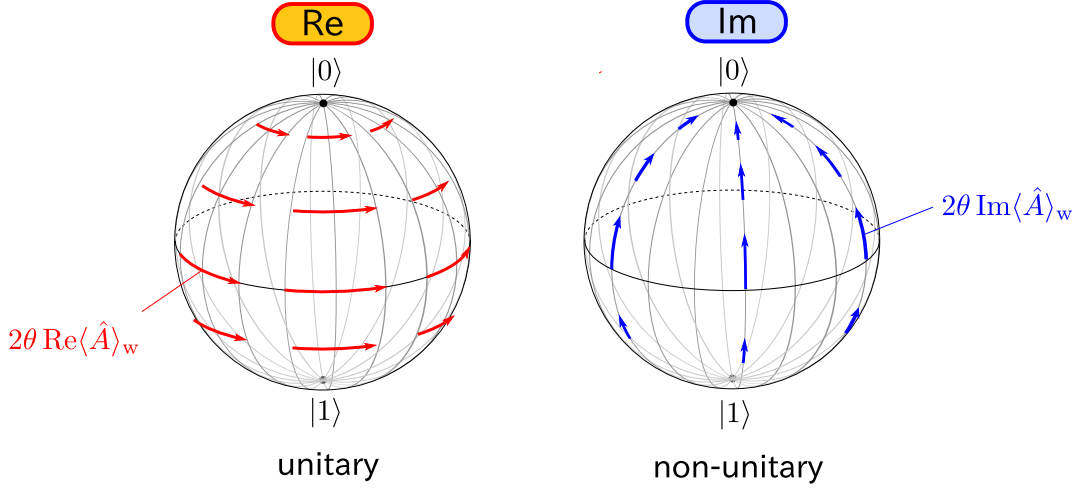 Re
Im
|0⟩
|0⟩
2θ Im⟨Â⟩w
2θ Re⟨Â⟩w
|1⟩
|1⟩
unitary
non-unitary